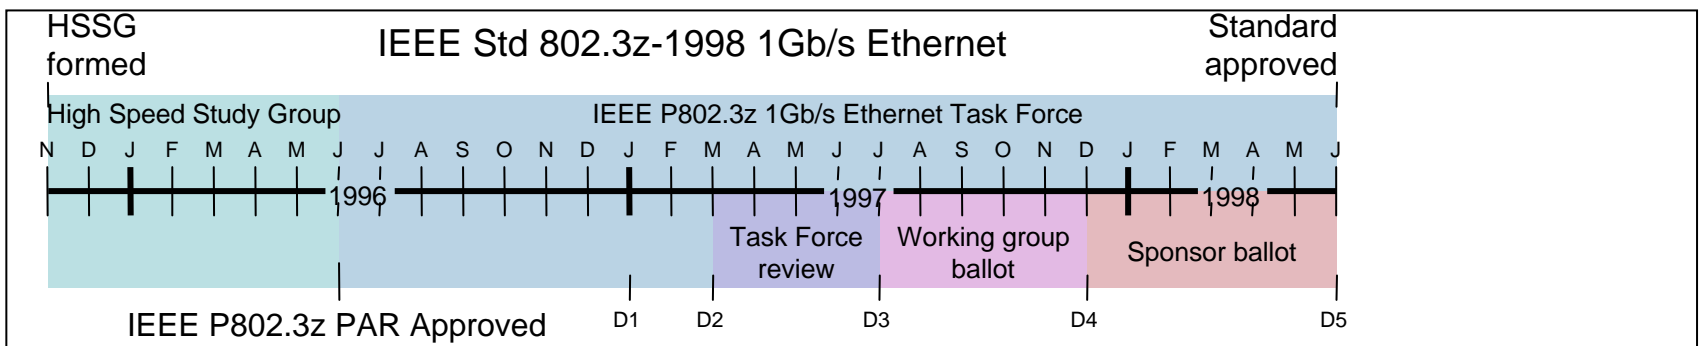 HSSG
formed
IEEE Std 802.3z-1998 1Gb/s Ethernet
Standard
approved
High Speed Study Group
IEEE P802.3z 1Gb/s Ethernet Task Force
N D J F M A M J J A S O N D J F M A M J J A S O N D J F M A M J
1996
1997
1998
Task Force
review
Working group
ballot
Sponsor ballot
IEEE P802.3z PAR Approved
D1 D2 D3 D4 D5